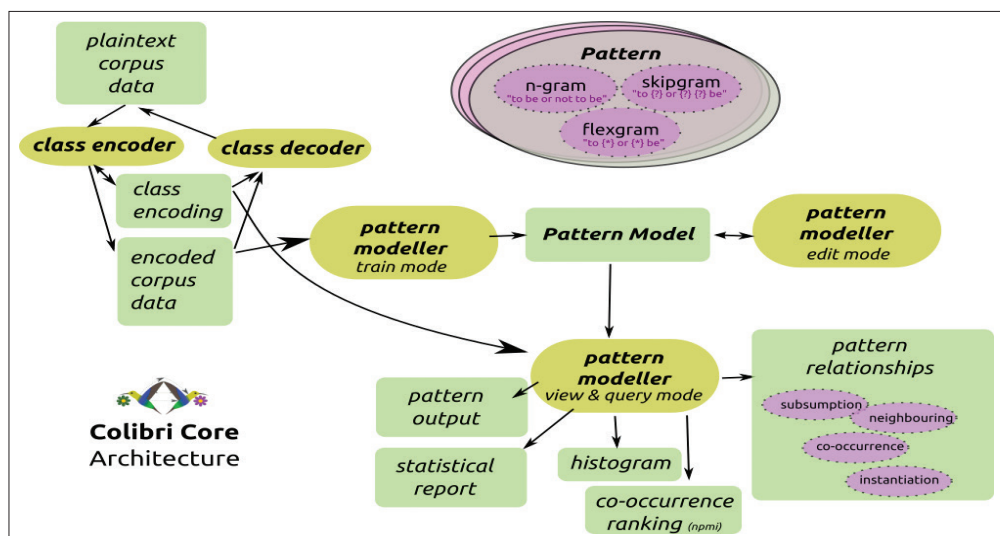 plaintext
corpus
data
class encoder
class decoder
class
encoding
encoded
corpus
data
Pattern
n-gram
"to be or not to be"
skipgram
"to {?} or {?} {?} be"
flexgram
"to {*} or {*} be"
pattern
modeller
train mode
Pattern Model
pattern
modeller
edit mode
pattern
modeller
view & query mode
pattern
output
statistical
report
histogram
co-occurrence
ranking (npmi)
pattern
relationships
subsumption
neighbouring
co-occurrence
instantiation
Colibri Core
Architecture